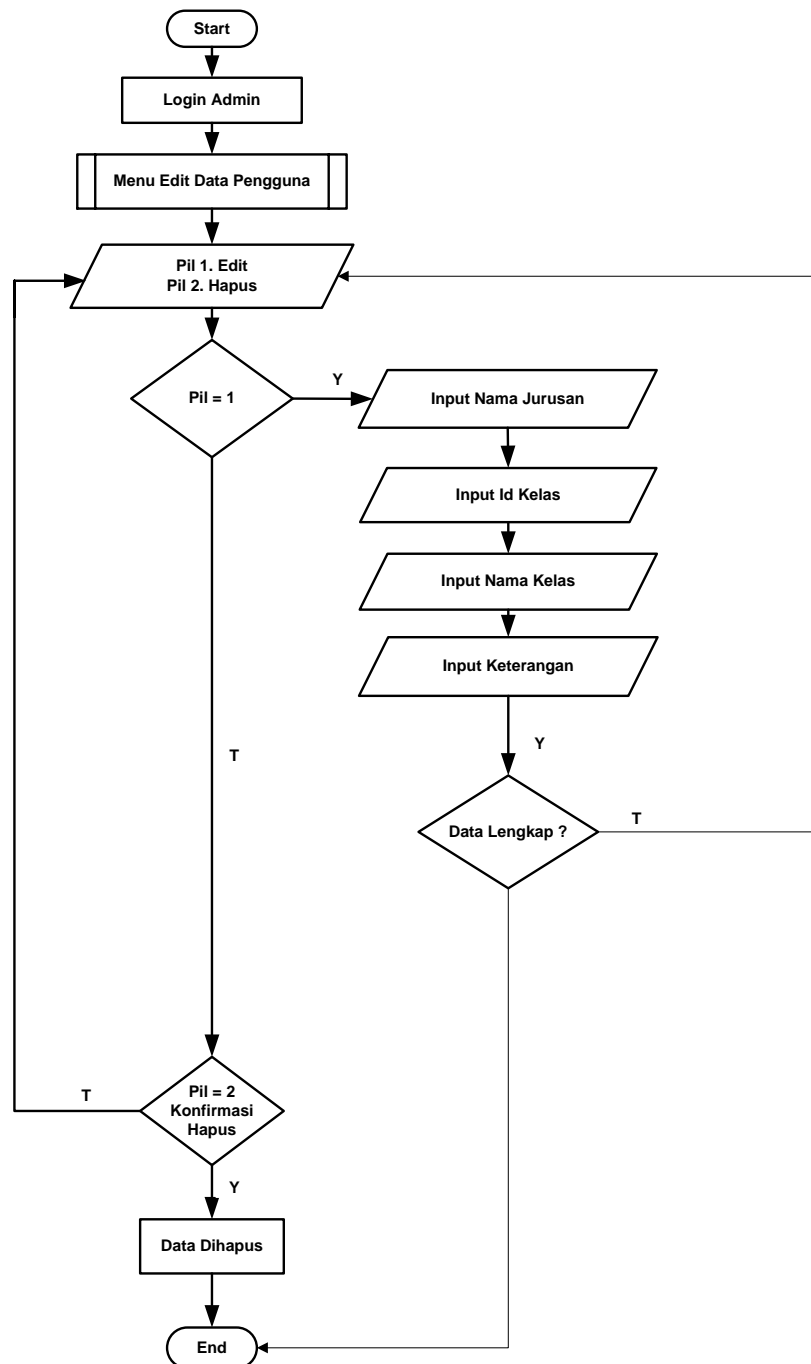 Start
Login Admin
Menu Edit Data Pengguna
Pil 1. Edit
Pil 2. Hapus
Pil = 1
Y
Input Nama Jurusan
Input Id Kelas
Input Nama Kelas
Input Keterangan
Y
T
Data Lengkap ?
T
T
Pil = 2
Konfirmasi
Hapus
Y
Data Dihapus
End